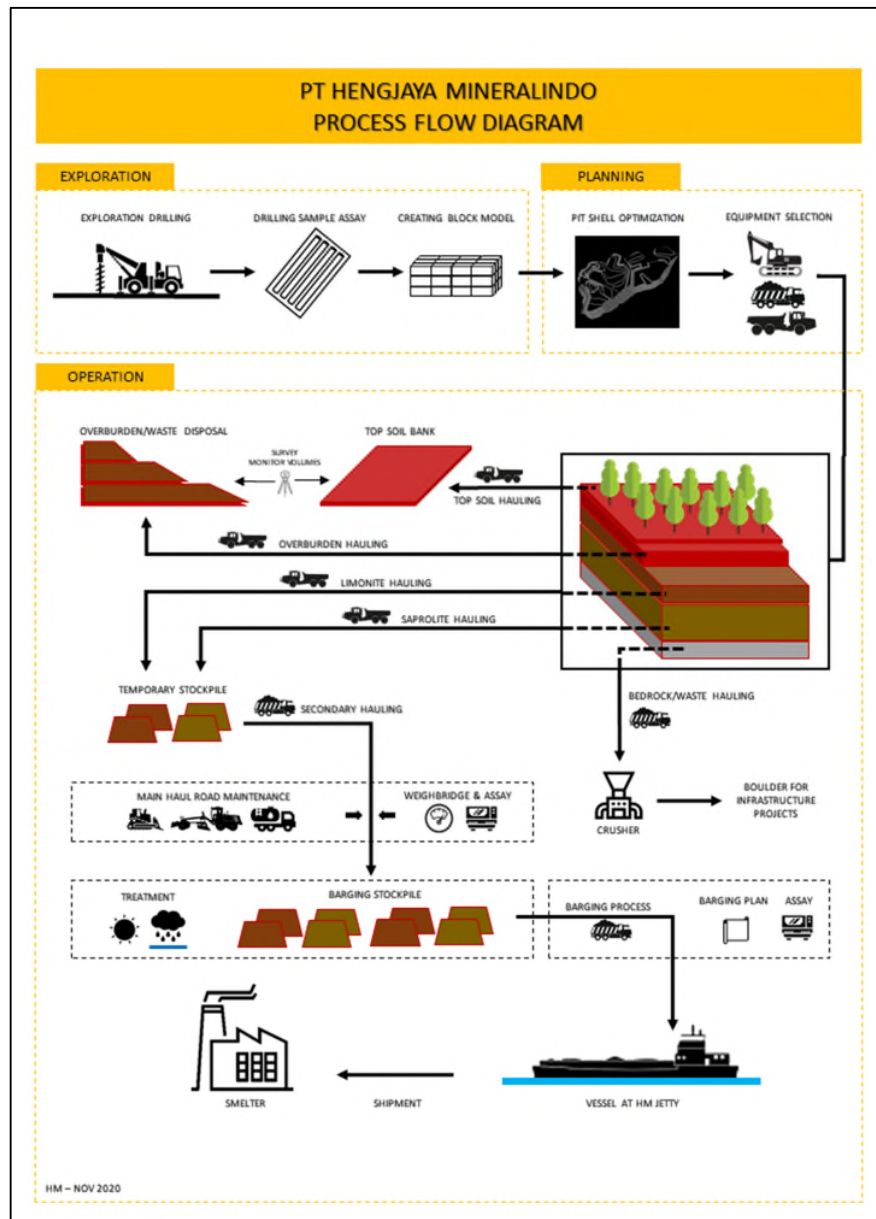 PT HENGJAYA MINERALINDO
PROCESS FLOW DIAGRAM
EXPLORATION
PLANNING
EXPLORATION DRILLING
DRILLING SAMPLE ASSAY
CREATING BLOCK MODEL
PIT SHELL OPTIMIZATION
EQUIPMENT SELECTION
OPERATION
OVERBURDEN/WASTE DISPOSAL
TOP SOIL BANK
SURVEY
MONITOR VOLUMES
TOP SOIL HAULING
OVERBURDEN HAULING
LIMONITE HAULING
SAPROLITE HAULING
TEMPORARY STOCKPILE
SECONDARY HAULING
BEDROCK/WASTE HAULING
MAIN HAUL ROAD MAINTENANCE
WEIGHBRIDGE & ASSAY
CRUSHER
BOULDER FOR
INFRASTRUCTURE
PROJECTS
TREATMENT
BARGING STOCKPILE
BARGING PROCESS
BARGING PLAN
ASSAY
SMELTER
SHIPMENT
VESSEL AT HM JETTY
HM – NOV 2020